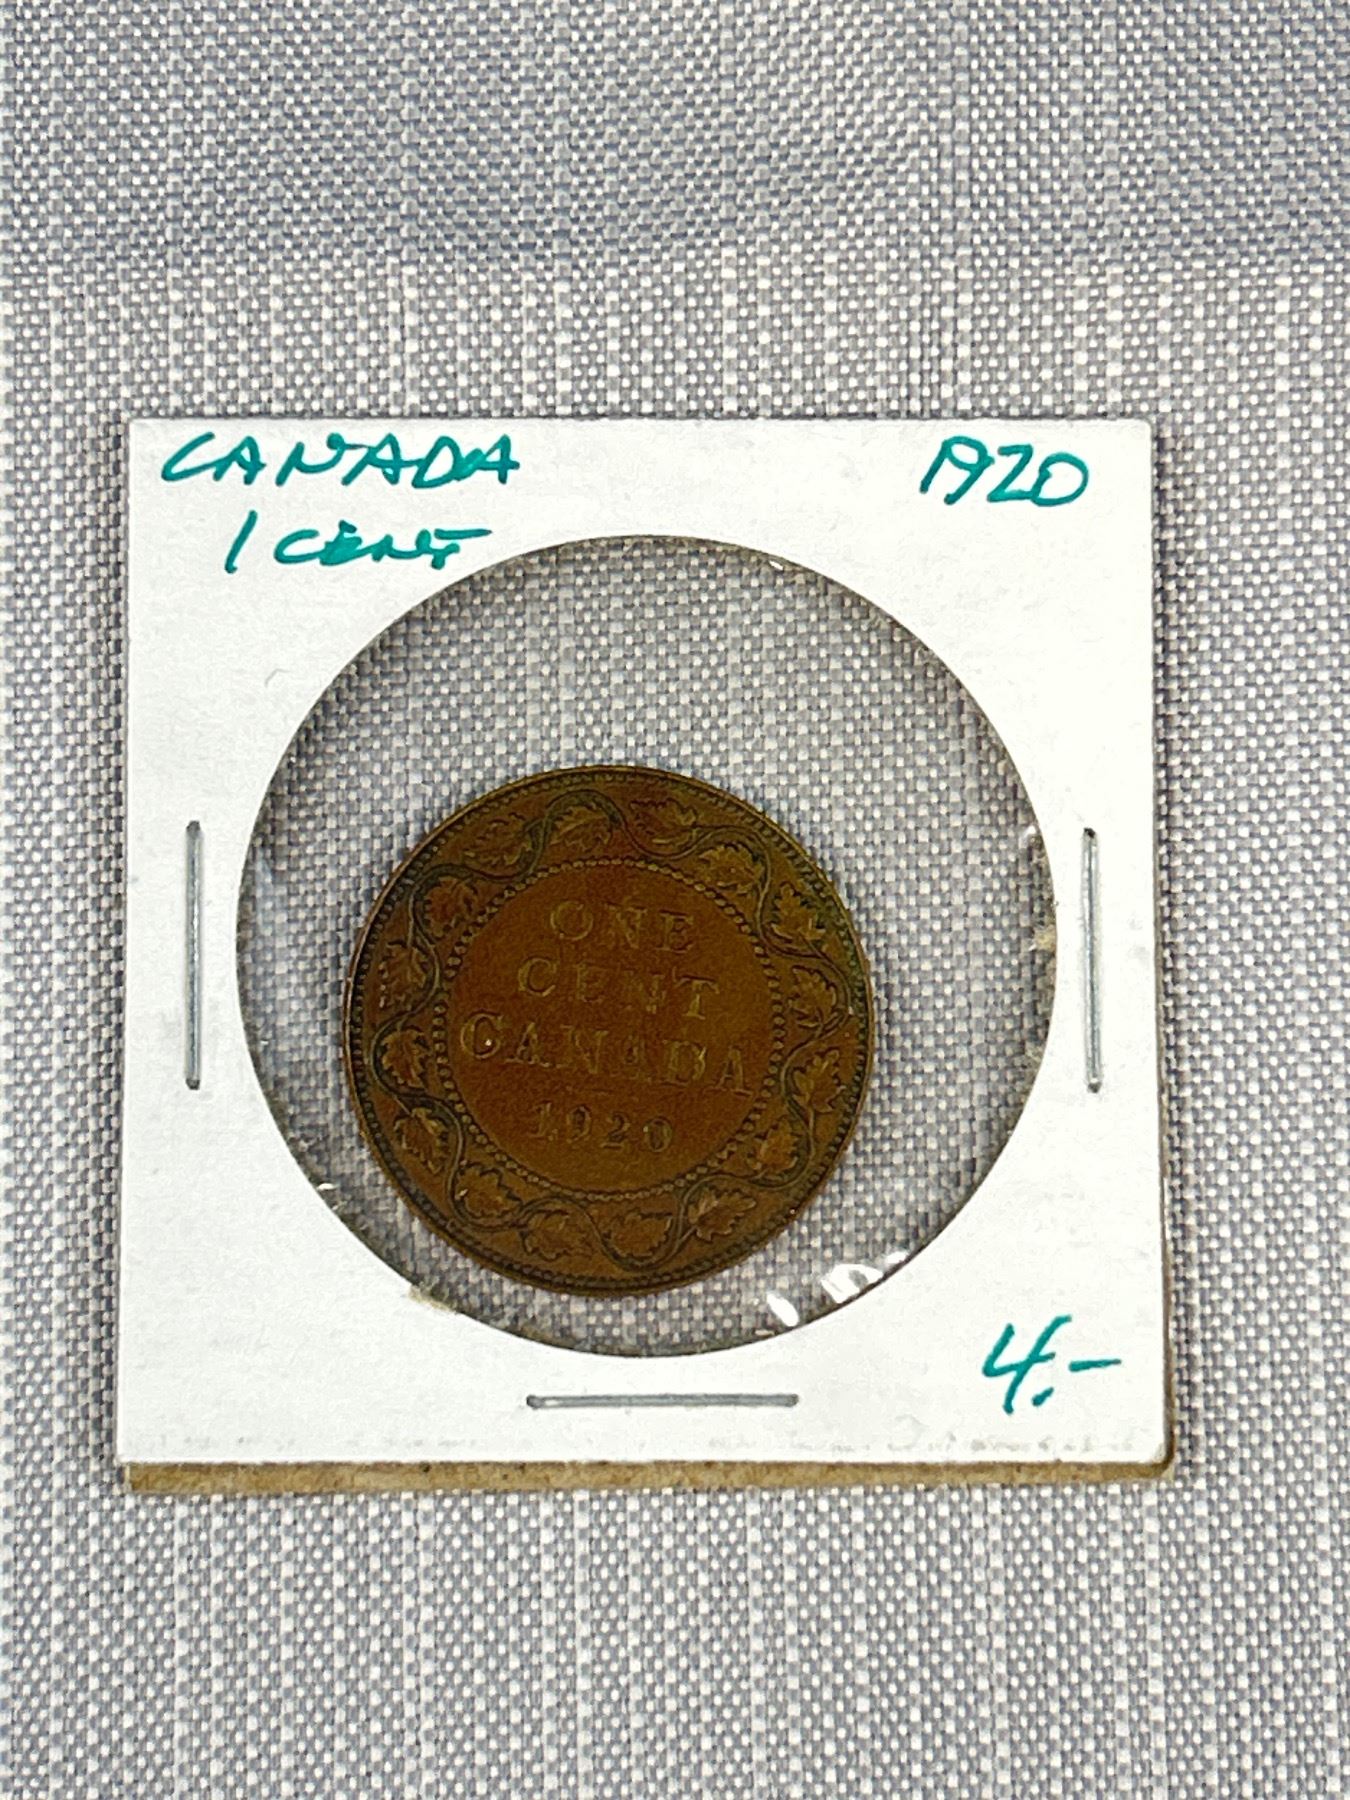 CANADA 1920
1 CENT
ONE
CENT
CANADA
1920
4.-